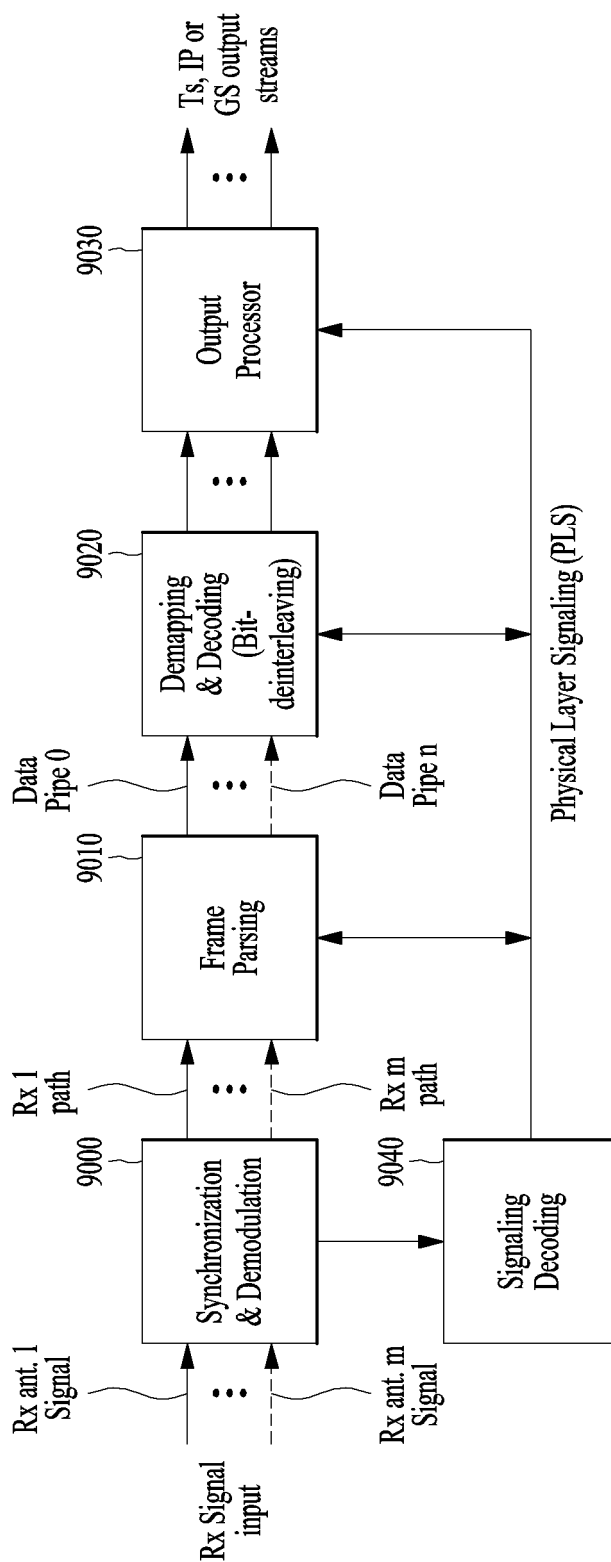 Rx Signal
input
Rx ant. 1
Signal
Rx ant. m
Signal
9000
Synchronization
& Demodulation
Rx 1
path
Rx m
path
9010
Frame
Parsing
Data
Pipe 0
Data
Pipe n
9020
Demapping
& Decoding
(Bit-
deinterleaving)
9030
Output
Processor
Ts, IP or
GS output
streams
9040
Signaling
Decoding
Physical Layer Signaling (PLS)